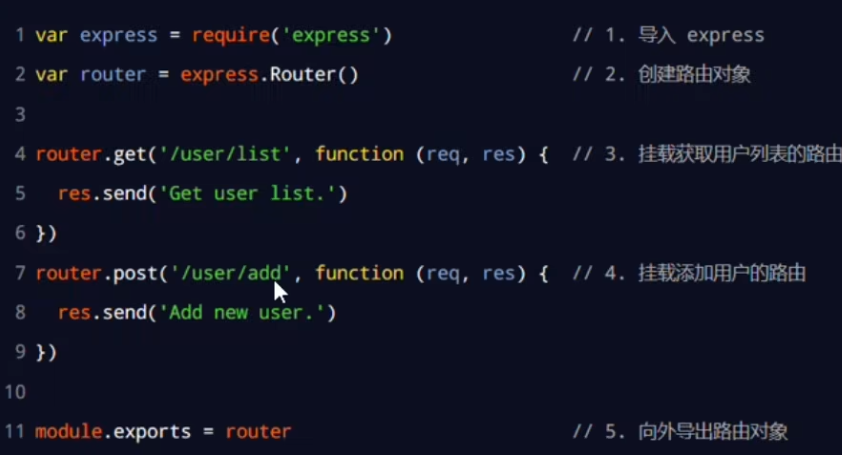 1 var express = require('express') // 1. 导入 express
2 var router = express.Router() // 2. 创建路由对象
3
4 router.get('/user/list', function (req, res) { // 3. 挂载获取用户列表的路由
5 res.send('Get user list.')
6 })
7 router.post('/user/add', function (req, res) { // 4. 挂载添加用户的路由
8 res.send('Add new user.')
9 })
10
11 module.exports = router // 5. 向外导出路由对象